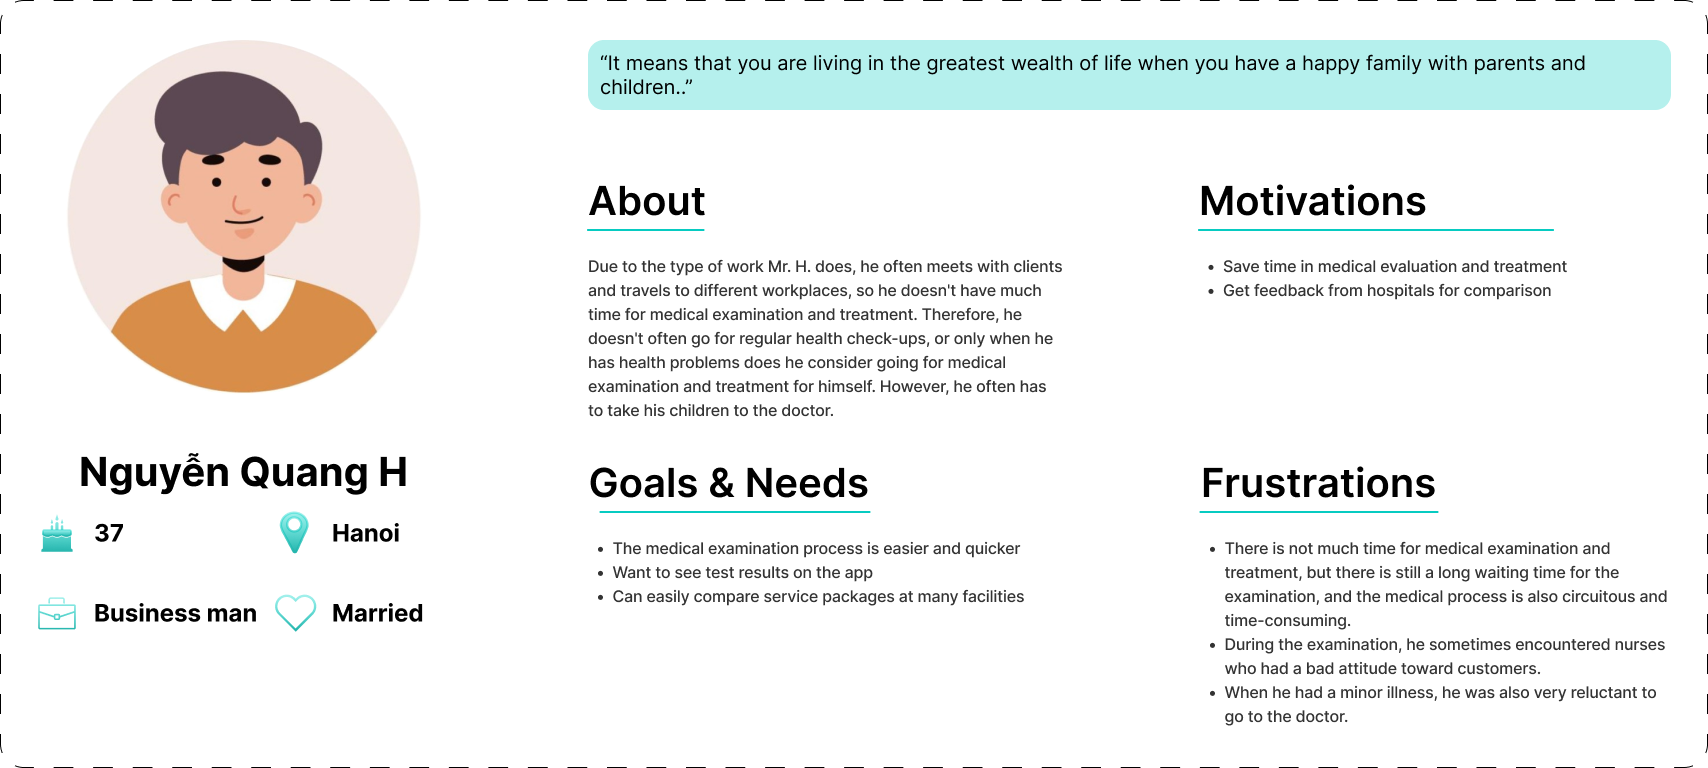 “It means that you are living in the greatest wealth of life when you have a happy family with parents and
children..”
About
Due to the type of work Mr. H. does, he often meets with clients
and travels to different workplaces, so he doesn't have much
time for medical examination and treatment. Therefore, he
doesn't often go for regular health check-ups, or only when he
has health problems does he consider going for medical
examination and treatment for himself. However, he often has
to take his children to the doctor.
Motivations
• Save time in medical evaluation and treatment
• Get feedback from hospitals for comparison
Nguyễn Quang H
37
Hanoi
Business man
Married
Goals & Needs
• The medical examination process is easier and quicker
• Want to see test results on the app
• Can easily compare service packages at many facilities
Frustrations
• There is not much time for medical examination and
treatment, but there is still a long waiting time for the
examination, and the medical process is also circuitous and
time-consuming.
• During the examination, he sometimes encountered nurses
who had a bad attitude toward customers.
• When he had a minor illness, he was also very reluctant to
go to the doctor.